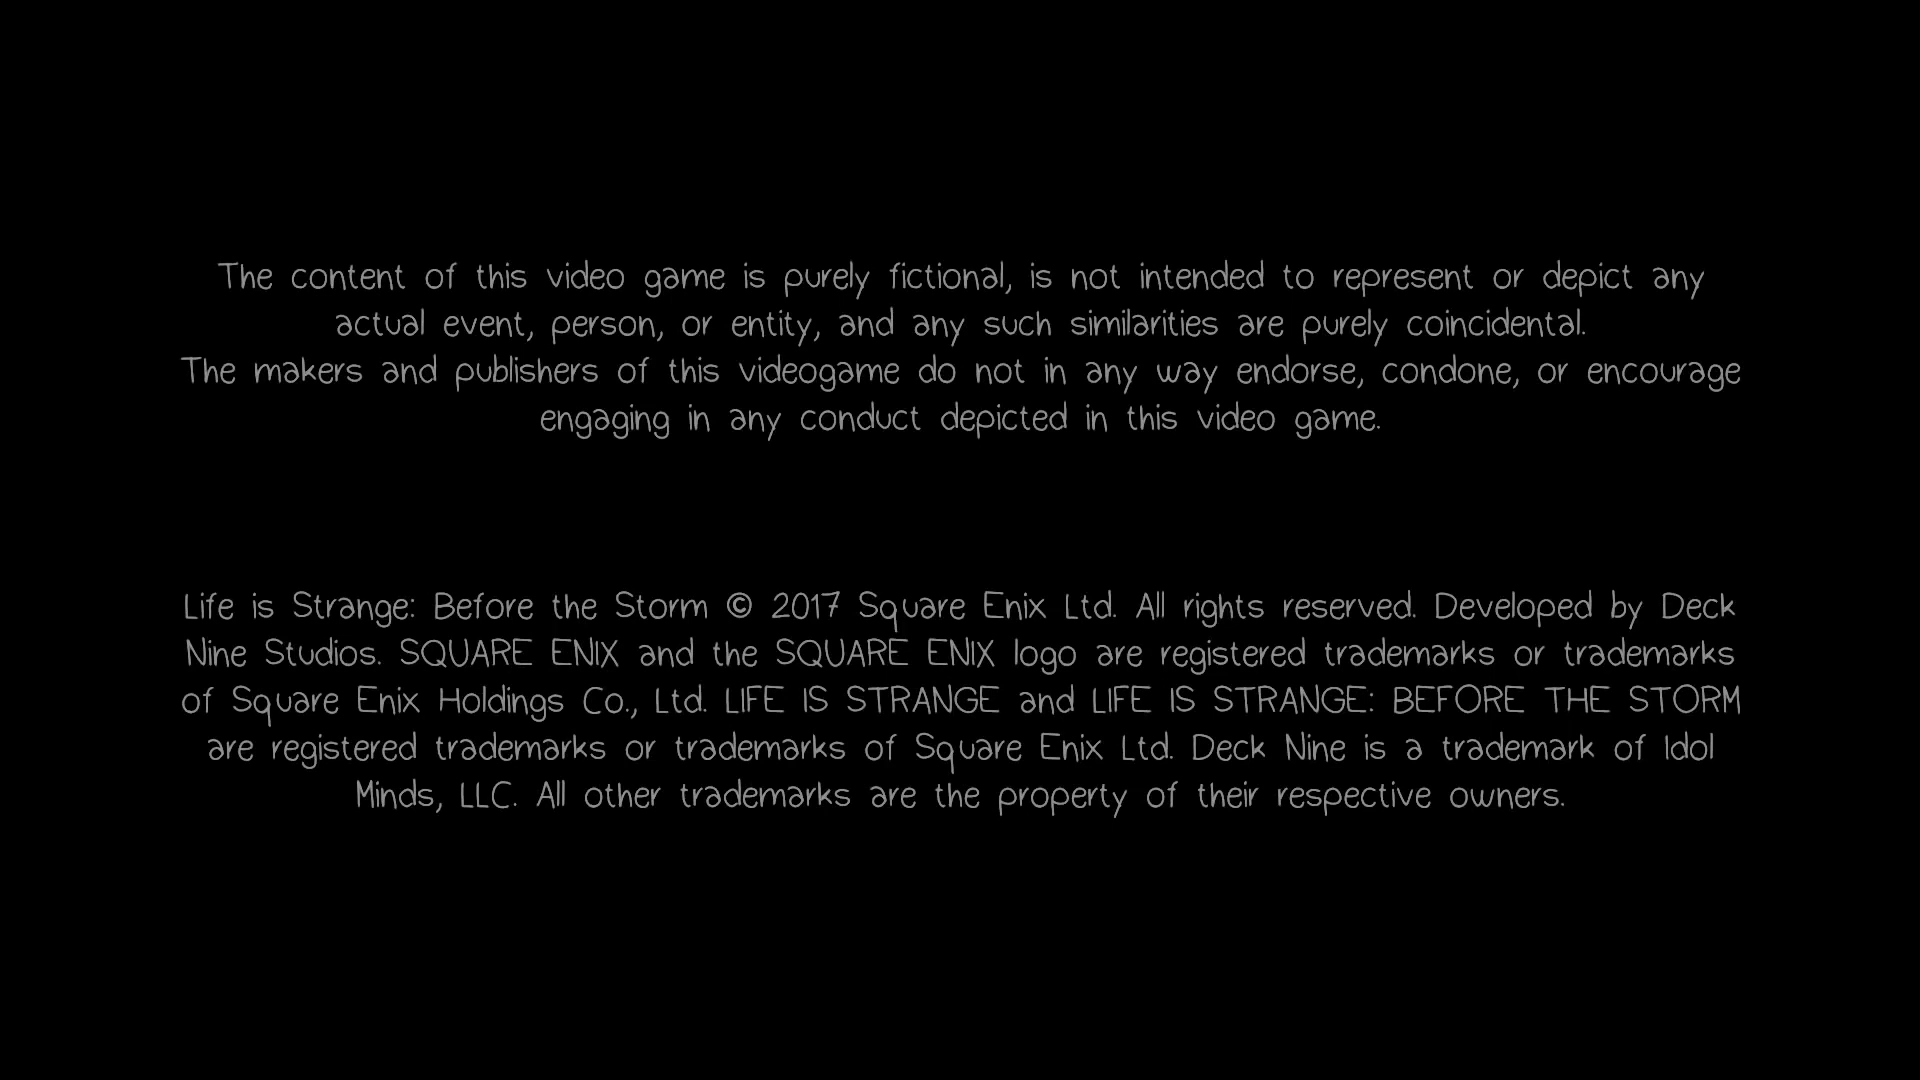 The content of this video game is purely fictional, is not intended to represent or depict any
actual event, person, or entity, and any such similarities are purely coincidental.
The makers and publishers of this videogame do not in any way endorse, condone, or encourage
engaging in any conduct depicted in this video game.
Life is Strange: Before the Storm © 2017 Square Enix Ltd. All rights reserved. Developed by Deck
Nine Studios. SQUARE ENIX and the SQUARE ENIX logo are registered trademarks or trademarks
of Square Enix Holdings Co., Ltd. LIFE IS STRANGE and LIFE IS STRANGE: BEFORE THE STORM
are registered trademarks or trademarks of Square Enix Ltd. Deck Nine is a trademark of Idol
Minds, LLC. All other trademarks are the property of their respective owners.